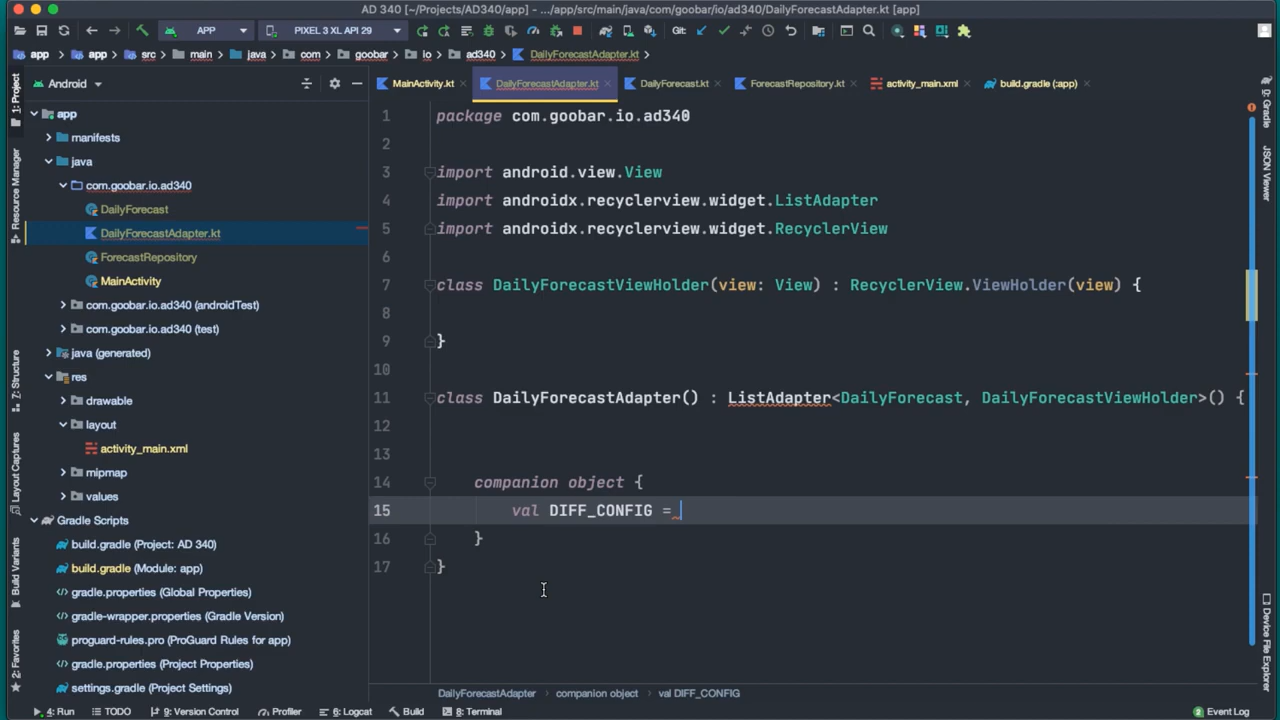 AD 340 [~/Projects/AD340/app] – .../app/src/main/java/com/goobar/io/ad340/DailyForecastAdapter.kt [app]
APP PIXEL 3 XL API 29 Git:
app app src main java com goobar io ad340 DailyForecastAdapter.kt
Android
MainActivity.kt DailyForecastAdapter.kt DailyForecast.kt ForecastRepository.kt activity_main.xml build.gradle (:app)
1: Project
Resource Manager
Z: Structure
Layout Captures
Build Variants
2: Favorites
app
manifests
java
com.goobar.io.ad340
DailyForecast
DailyForecastAdapter.kt
ForecastRepository
MainActivity
com.goobar.io.ad340 (androidTest)
com.goobar.io.ad340 (test)
java (generated)
res
drawable
layout
activity_main.xml
mipmap
values
Gradle Scripts
build.gradle (Project: AD 340)
build.gradle (Module: app)
gradle.properties (Global Properties)
gradle-wrapper.properties (Gradle Version)
proguard-rules.pro (ProGuard Rules for app)
gradle.properties (Project Properties)
settings.gradle (Project Settings)
1 package com.goobar.io.ad340
2
3 import android.view.View
4 import androidx.recyclerview.widget.ListAdapter
5 import androidx.recyclerview.widget.RecyclerView
6
7 class DailyForecastViewHolder(view: View) : RecyclerView.ViewHolder(view) {
8
9 }
10
11 class DailyForecastAdapter() : ListAdapter<DailyForecast, DailyForecastViewHolder>() {
12
13
14 companion object {
15 val DIFF_CONFIG =
16 }
17 }
Gradle
JSON Viewer
Device File Explorer
DailyForecastAdapter companion object val DIFF_CONFIG
4: Run TODO 9: Version Control Profiler 6: Logcat Build 8: Terminal 2 Event Log